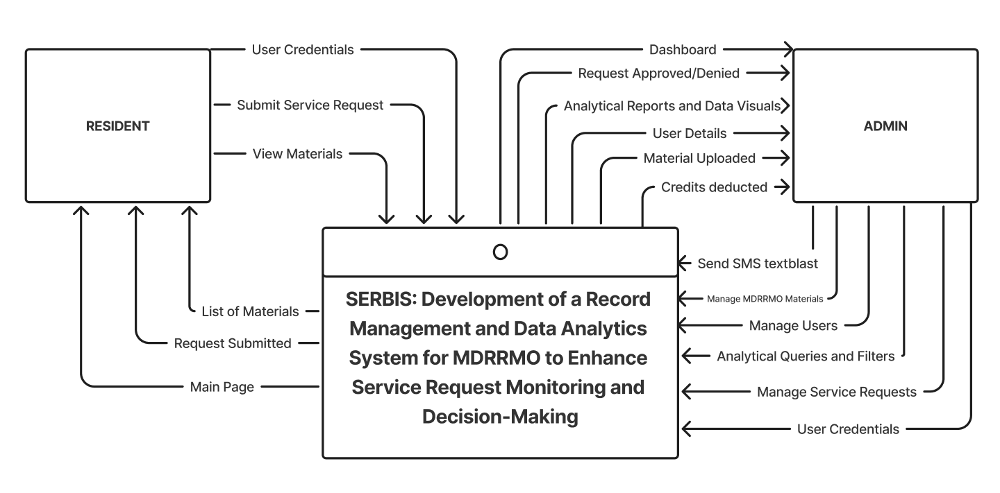 User Credentials
Dashboard
Request Approved/Denied
Submit Service Request
Analytical Reports and Data Visuals
RESIDENT
ADMIN
User Details
View Materials
Material Uploaded
Credits deducted
0
Send SMS textblast
SERBIS: Development of a Record
Management and Data Analytics
System for MDRRMO to Enhance
Service Request Monitoring and
Decision-Making
Manage MDRRMO Materials
List of Materials
Manage Users
Request Submitted
Analytical Queries and Filters
Main Page
Manage Service Requests
User Credentials